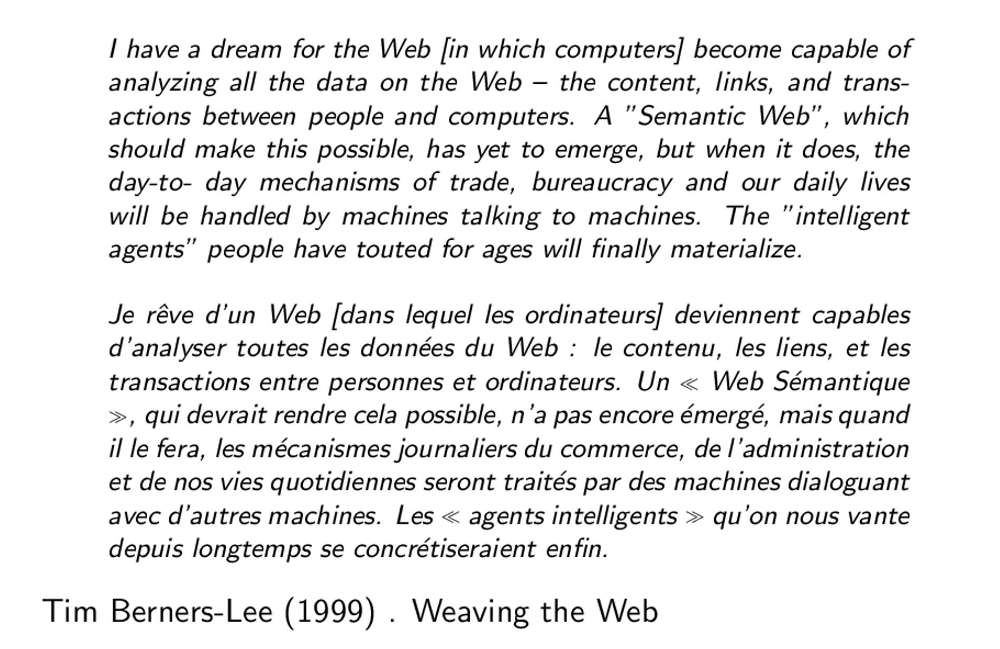 I have a dream for the Web [in which computers] become capable of
analyzing all the data on the Web – the content, links, and trans-
actions between people and computers. A ”Semantic Web”, which
should make this possible, has yet to emerge, but when it does, the
day-to- day mechanisms of trade, bureaucracy and our daily lives
will be handled by machines talking to machines. The ”intelligent
agents” people have touted for ages will finally materialize.
Je rêve d’un Web [dans lequel les ordinateurs] deviennent capables
d’analyser toutes les données du Web : le contenu, les liens, et les
transactions entre personnes et ordinateurs. Un ≪ Web Sémantique
≫, qui devrait rendre cela possible, n’a pas encore émergé, mais quand
il le fera, les mécanismes journaliers du commerce, de l’administration
et de nos vies quotidiennes seront traités par des machines dialoguant
avec d’autres machines. Les ≪ agents intelligents ≫ qu’on nous vante
depuis longtemps se concrétiseraient enfin.
Tim Berners-Lee (1999) . Weaving the Web